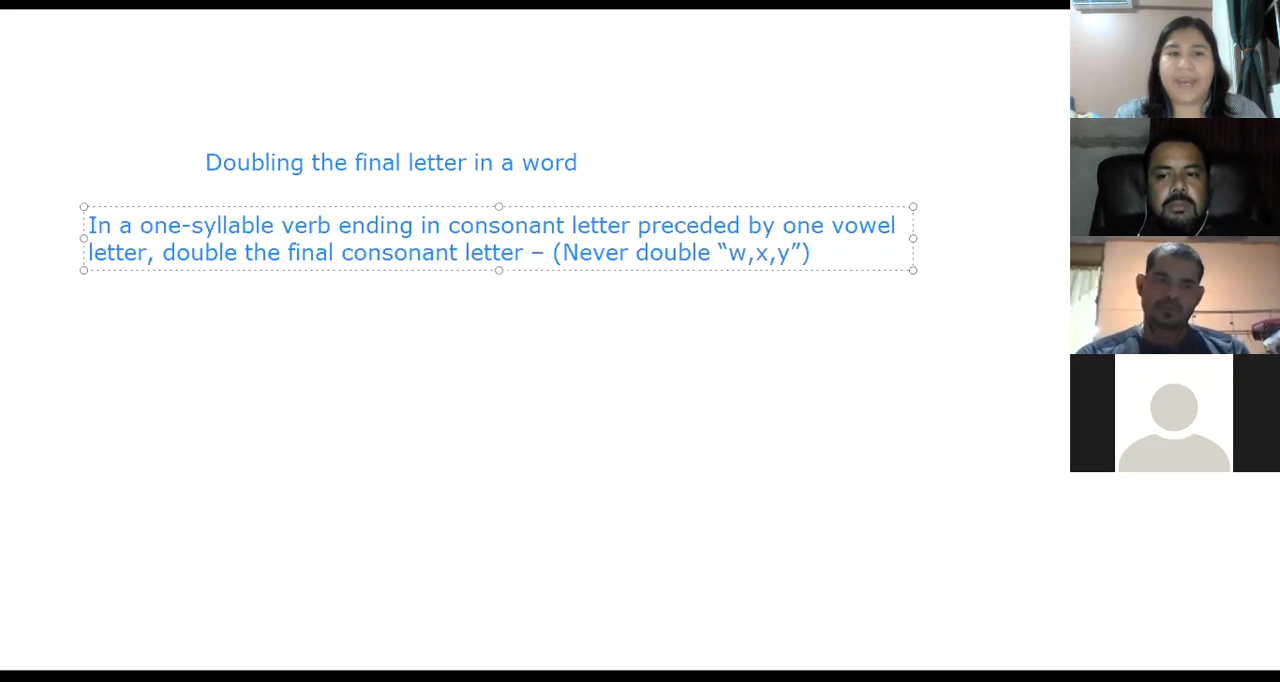 Doubling the final letter in a word
In a one-syllable verb ending in consonant letter preceded by one vowel
letter, double the final consonant letter – (Never double “w,x,y”)